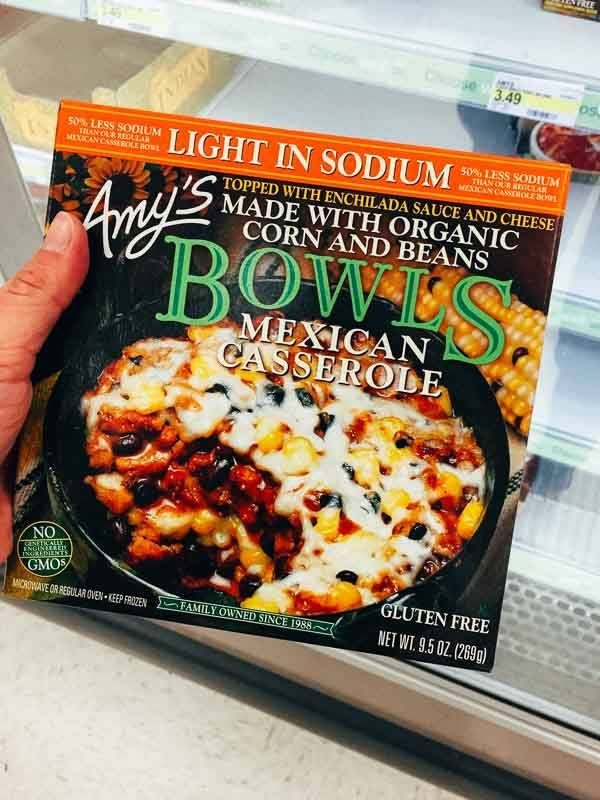 3.49
50% LESS SODIUM
THAN OUR REGULAR
MEXICAN CASSEROLE BOWL
LIGHT IN SODIUM
50% LESS SODIUM
THAN OUR REGULAR
MEXICAN CASSEROLE BOWL
Amy's
TOPPED WITH ENCHILADA SAUCE AND CHEESE
MADE WITH ORGANIC
CORN AND BEANS
BOWLS
MEXICAN
CASSEROLE
NO
GENETICALLY
ENGINEERED
INGREDIENTS
GMOs
MICROWAVE OR REGULAR OVEN • KEEP FROZEN
FAMILY OWNED SINCE 1988
GLUTEN FREE
NET WT. 9.5 OZ. (269g)